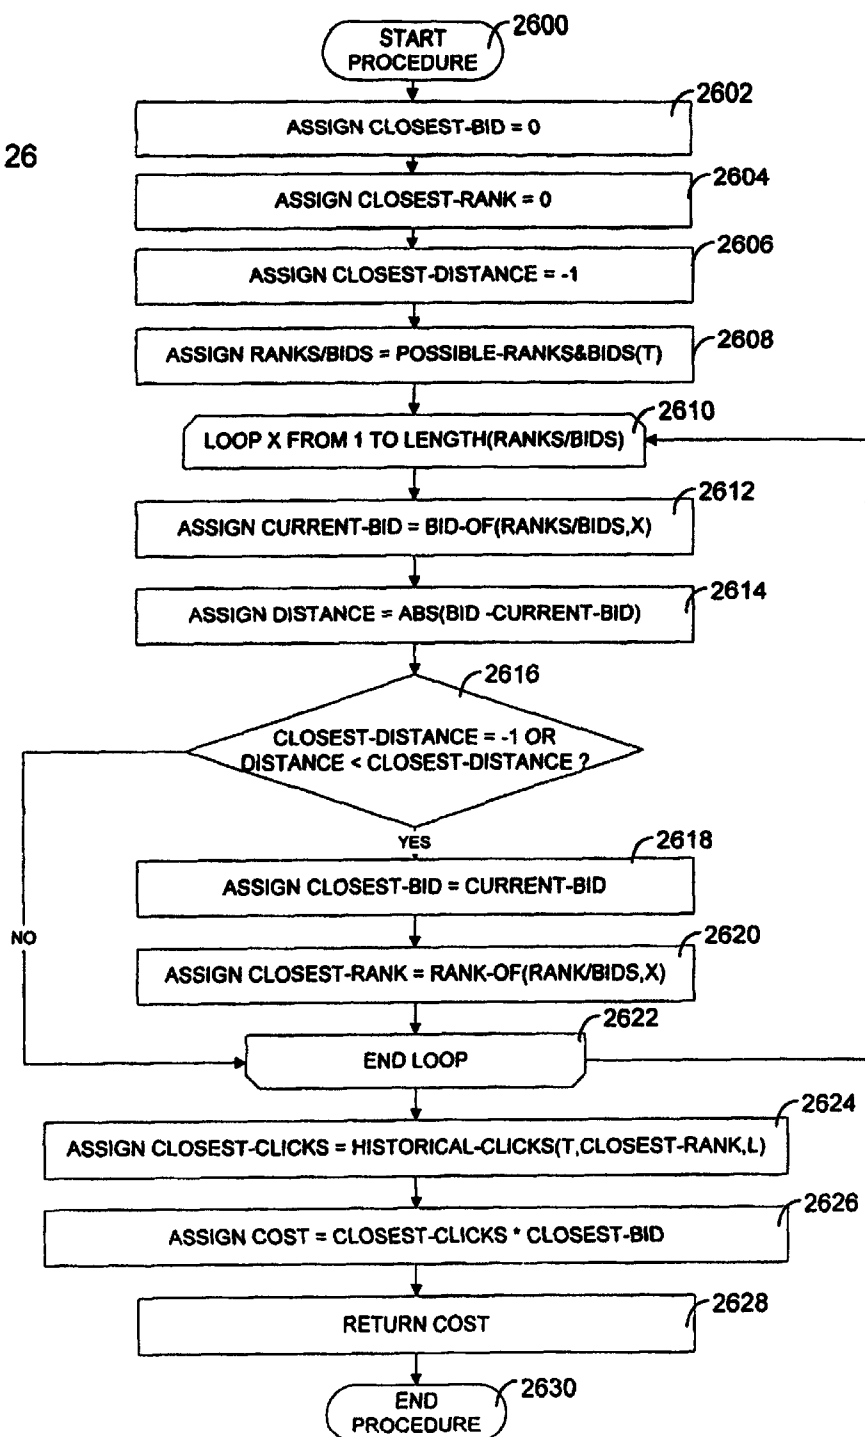 2600
START
PROCEDURE
2602
ASSIGN CLOSEST-BID = 0
26
2604
ASSIGN CLOSEST-RANK = 0
2606
ASSIGN CLOSEST-DISTANCE = -1
ASSIGN RANKS/BIDS = POSSIBLE-RANKS&BIDS(T)
2608
2610
LOOP X FROM 1 TO LENGTH(RANKS/BIDS)
2612
ASSIGN CURRENT-BID = BID-OF(RANKS/BIDS,X)
2614
ASSIGN DISTANCE = ABS(BID -CURRENT-BID)
2616
CLOSEST-DISTANCE = -1 OR
DISTANCE < CLOSEST-DISTANCE ?
YES
2618
ASSIGN CLOSEST-BID = CURRENT-BID
NO
2620
ASSIGN CLOSEST-RANK = RANK-OF(RANK/BIDS,X)
2622
END LOOP
2624
ASSIGN CLOSEST-CLICKS = HISTORICAL-CLICKS(T,CLOSEST-RANK,L)
2626
ASSIGN COST = CLOSEST-CLICKS * CLOSEST-BID
2628
RETURN COST
2630
END
PROCEDURE